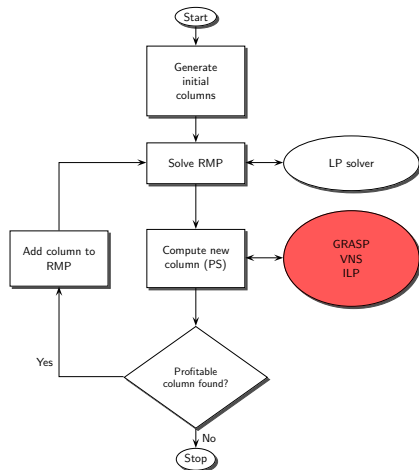 Start
Generate
initial
columns
Solve RMP
LP solver
Add column to
RMP
Compute new
column (PS)
GRASP
VNS
ILP
Yes
Profitable
column found?
No
Stop